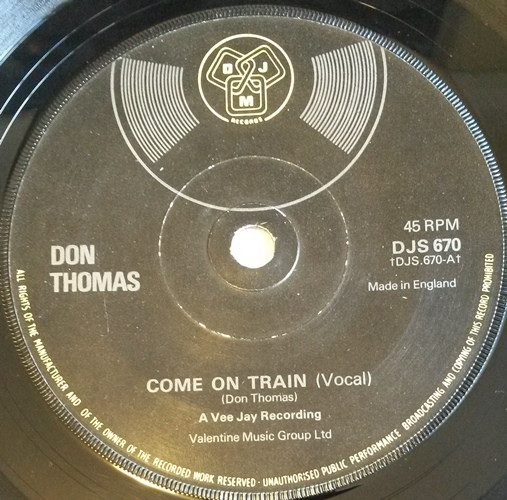 D J
M
RECORDS
45 RPM
DJS 670
†DJS.670-A†
Made in England
DON
THOMAS
COME ON TRAIN (Vocal)
(Don Thomas)
A Vee Jay Recording
Valentine Music Group Ltd
ALL RIGHTS OF THE MANUFACTURER AND OF THE OWNER OF THE RECORDED WORK RESERVED · UNAUTHORISED PUBLIC PERFORMANCE BROADCASTING AND COPYING OF THIS RECORD PROHIBITED